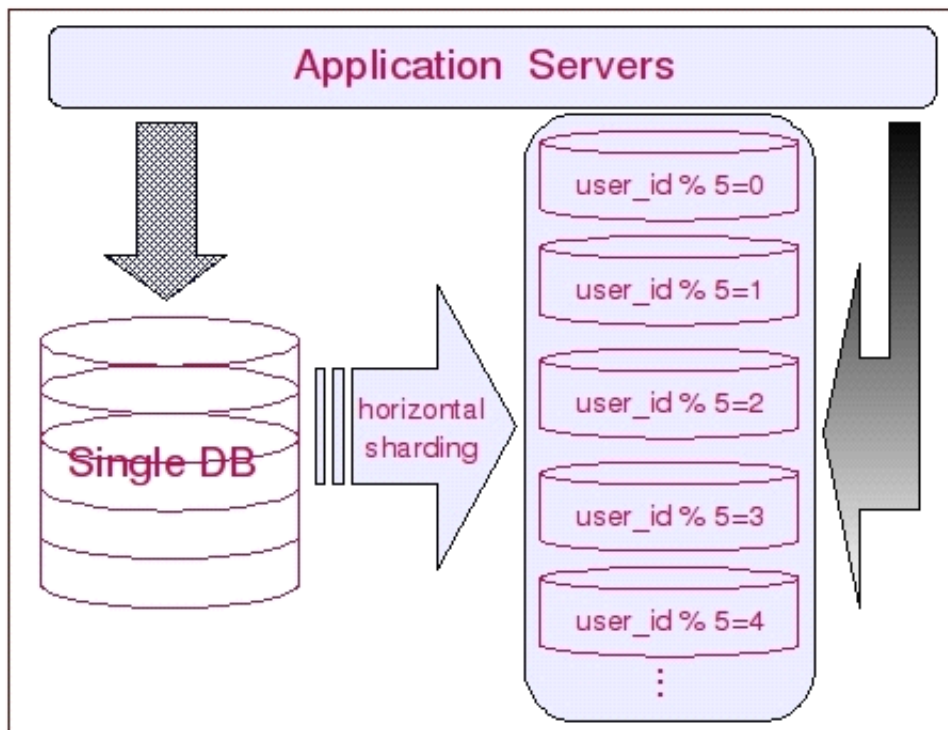 Application Servers
Single DB
horizontal
sharding
user_id % 5=0
user_id % 5=1
user_id % 5=2
user_id % 5=3
user_id % 5=4
⋮